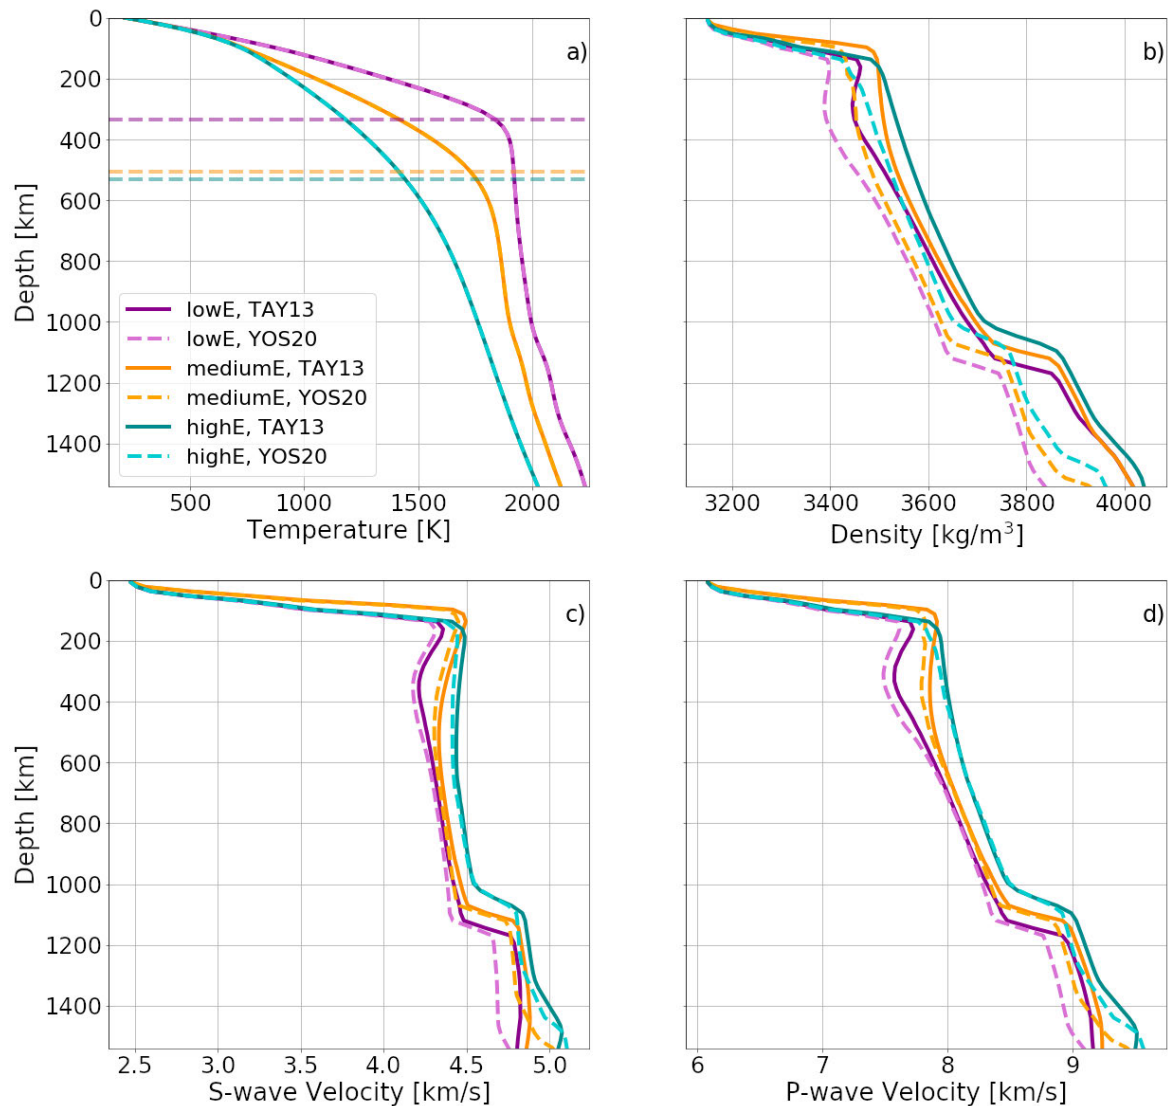 0
200
400
600
800
1000
1200
1400
Depth [km]
500
1000
1500
2000
Temperature [K]
a)
lowE, TAY13
lowE, YOS20
mediumE, TAY13
mediumE, YOS20
highE, TAY13
highE, YOS20
b)
3200
3400
3600
3800
4000
Density [kg/m³]
0
200
400
600
800
1000
1200
1400
Depth [km]
c)
2.5
3.0
3.5
4.0
4.5
5.0
S-wave Velocity [km/s]
d)
6
7
8
9
P-wave Velocity [km/s]